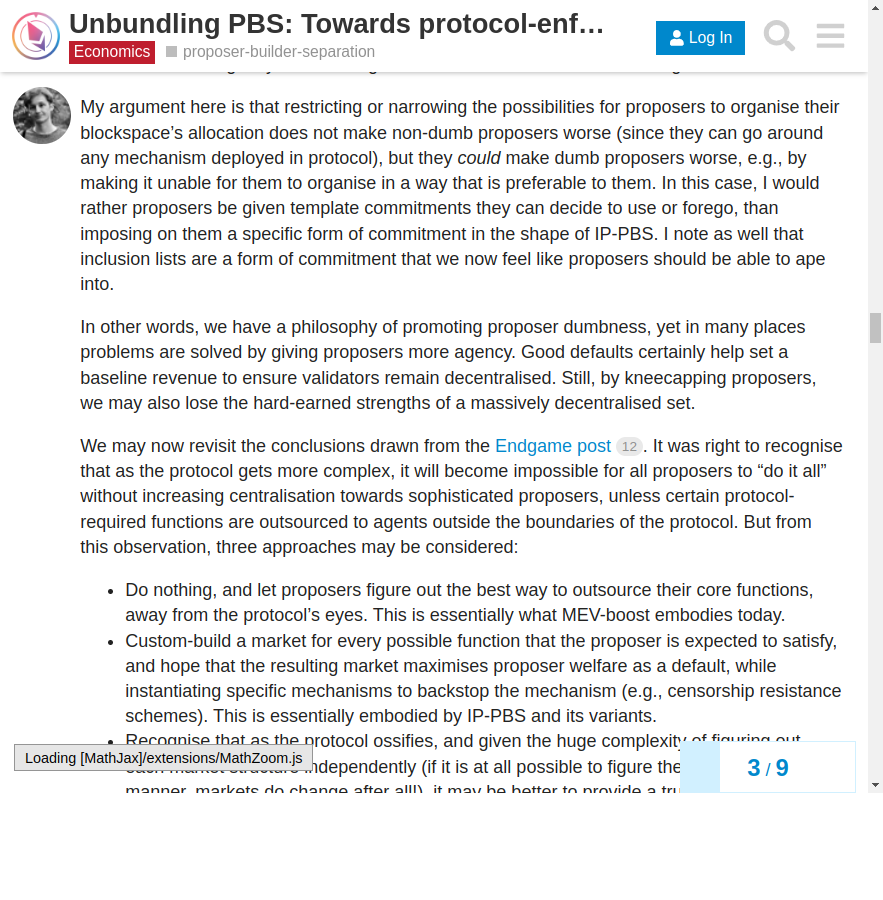 Unbundling PBS: Towards protocol-enf…
Economics proposer-builder-separation
Log In
My argument here is that restricting or narrowing the possibilities for proposers to organise their
blockspace’s allocation does not make non-dumb proposers worse (since they can go around
any mechanism deployed in protocol), but they could make dumb proposers worse, e.g., by
making it unable for them to organise in a way that is preferable to them. In this case, I would
rather proposers be given template commitments they can decide to use or forego, than
imposing on them a specific form of commitment in the shape of IP-PBS. I note as well that
inclusion lists are a form of commitment that we now feel like proposers should be able to ape
into.
In other words, we have a philosophy of promoting proposer dumbness, yet in many places
problems are solved by giving proposers more agency. Good defaults certainly help set a
baseline revenue to ensure validators remain decentralised. Still, by kneecapping proposers,
we may also lose the hard-earned strengths of a massively decentralised set.
We may now revisit the conclusions drawn from the Endgame post 12. It was right to recognise
that as the protocol gets more complex, it will become impossible for all proposers to “do it all”
without increasing centralisation towards sophisticated proposers, unless certain protocol-
required functions are outsourced to agents outside the boundaries of the protocol. But from
this observation, three approaches may be considered:
• Do nothing, and let proposers figure out the best way to outsource their core functions,
away from the protocol’s eyes. This is essentially what MEV-boost embodies today.
• Custom-build a market for every possible function that the proposer is expected to satisfy,
and hope that the resulting market maximises proposer welfare as a default, while
instantiating specific mechanisms to backstop the mechanism (e.g., censorship resistance
schemes). This is essentially embodied by IP-PBS and its variants.
• Recognise that as the protocol ossifies, and given the huge complexity of figuring out
each market structure independently (if it is at all possible to figure
manner, markets do change after all!), it may be better to provide a
Loading [MathJax]/extensions/MathZoom.js
3 / 9